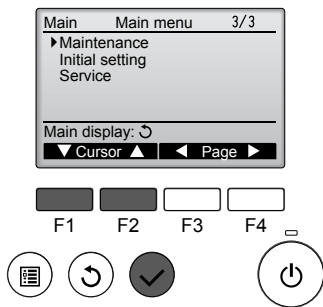 Main Main menu 3/3
Maintenance
Initial setting
Service
Main display:
Cursor Page
F1 F2 F3 F4